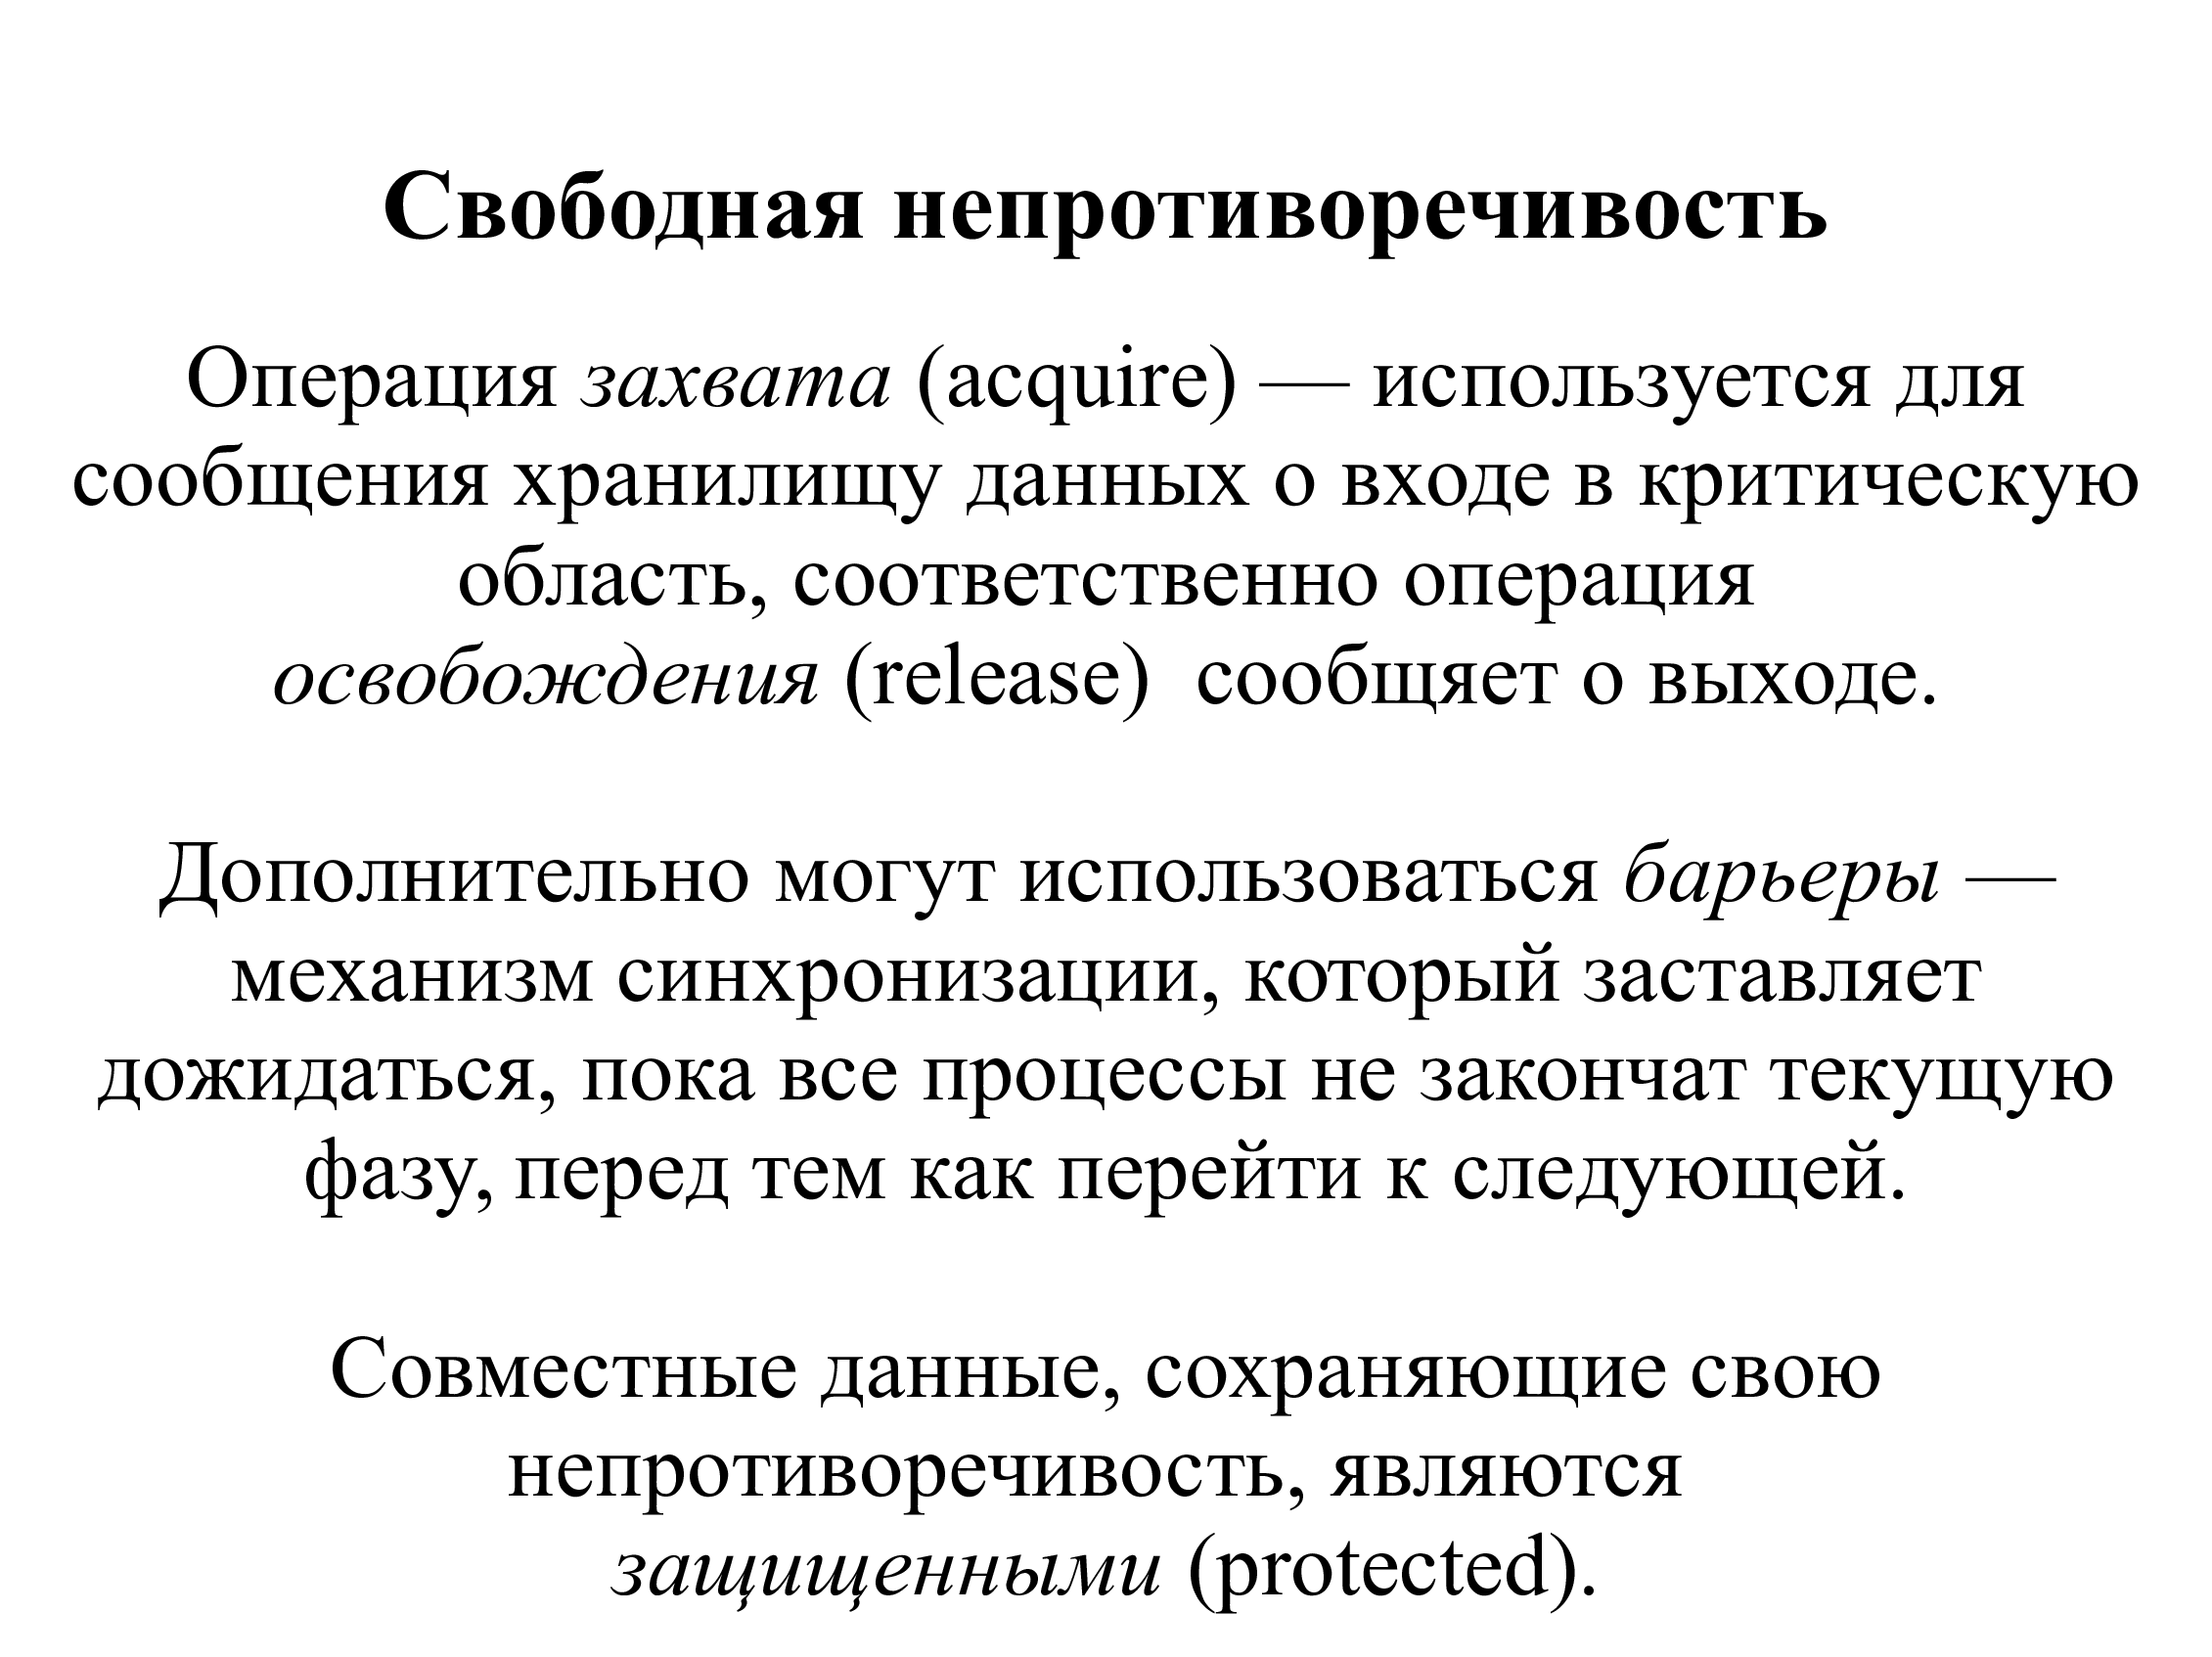 Свободная непротиворечивость
Операция захвата (acquire) — используется для
сообщения хранилищу данных о входе в критическую
область, соответственно операция
освобождения (release)  сообщяет о выходе.
Дополнительно могут использоваться барьеры —
механизм синхронизации, который заставляет
дожидаться, пока все процессы не закончат текущую
фазу, перед тем как перейти к следующей.
Совместные данные, сохраняющие свою
непротиворечивость, являются
защищенными (protected).